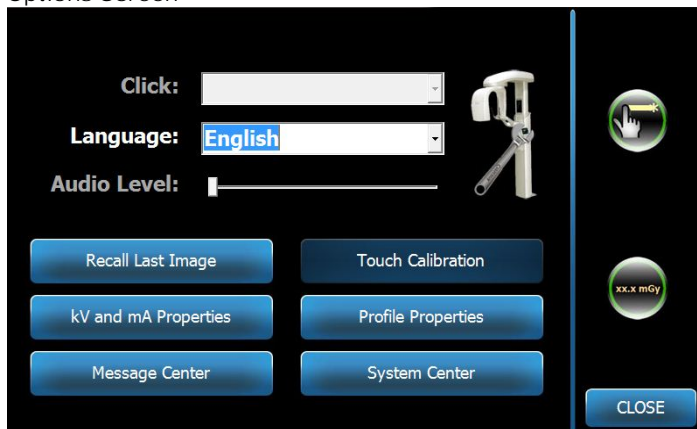 Options Screen
Click:
Language: English
Audio Level:
Recall Last Image Touch Calibration
kV and mA Properties Profile Properties
Message Center System Center
xx.x mGy
CLOSE